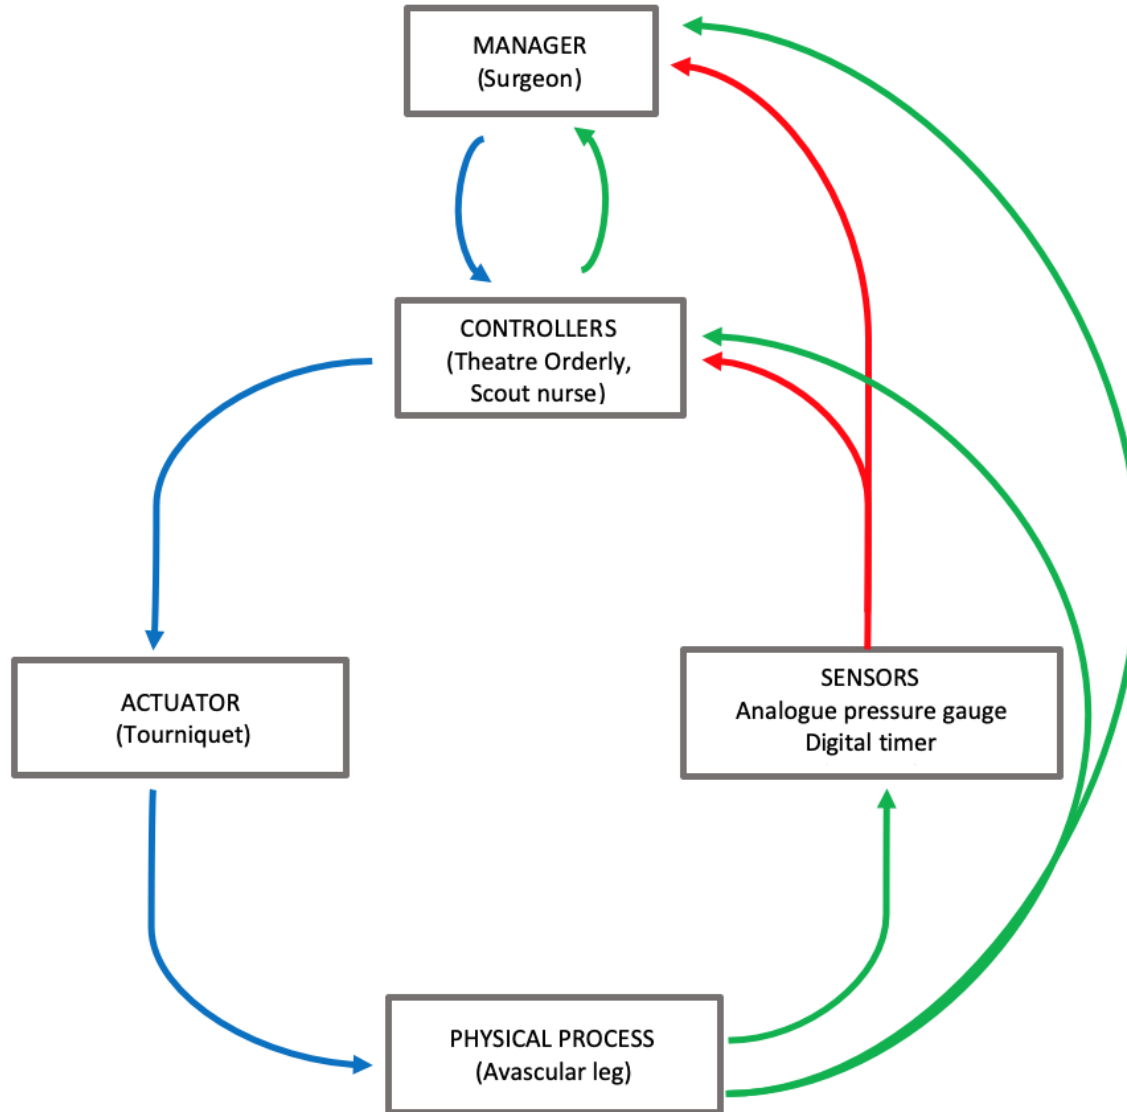 MANAGER
(Surgeon)
CONTROLLERS
(Theatre Orderly,
Scout nurse)
ACTUATOR
(Tourniquet)
SENSORS
Analogue pressure gauge
Digital timer
PHYSICAL PROCESS
(Avascular leg)